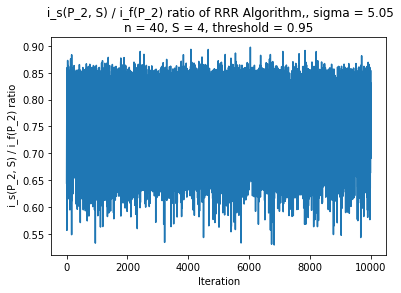 i_s(P_2, S) / i_f(P_2) ratio of RRR Algorithm,, sigma = 5.05
n = 40, S = 4, threshold = 0.95
i_s(P_2, S) / i_f(P_2) ratio
0.90
0.85
0.80
0.75
0.70
0.65
0.60
0.55
0 2000 4000 6000 8000 10000
Iteration